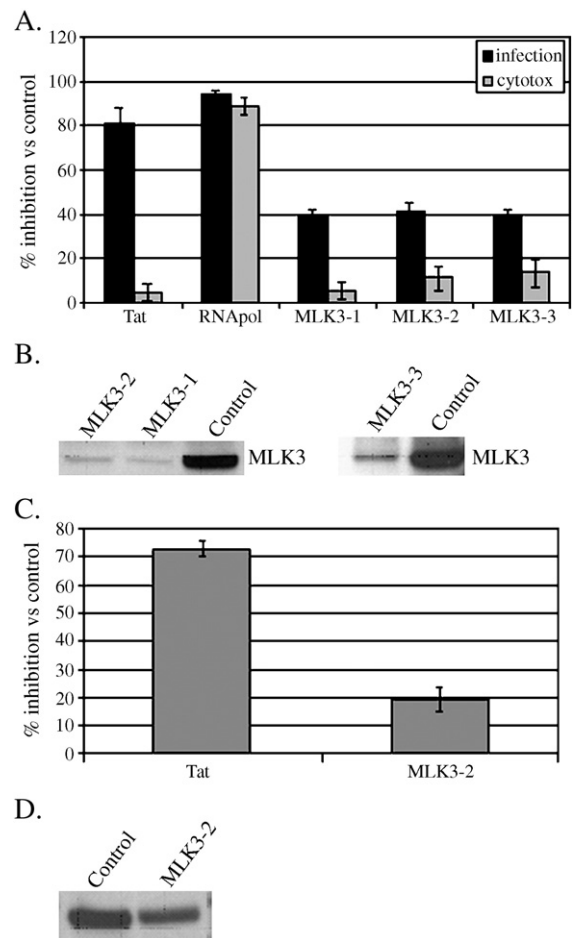 A.
120
100
80
60
40
20
0
% inhibition vs control
infection
cytotox
Tat RNApol MLK3-1 MLK3-2 MLK3-3
B.
MLK3-2 MLK3-1 Control MLK3
MLK3-3 Control MLK3
C.
80
70
60
50
40
30
20
10
0
% inhibition vs control
Tat MLK3-2
D.
Control MLK3-2